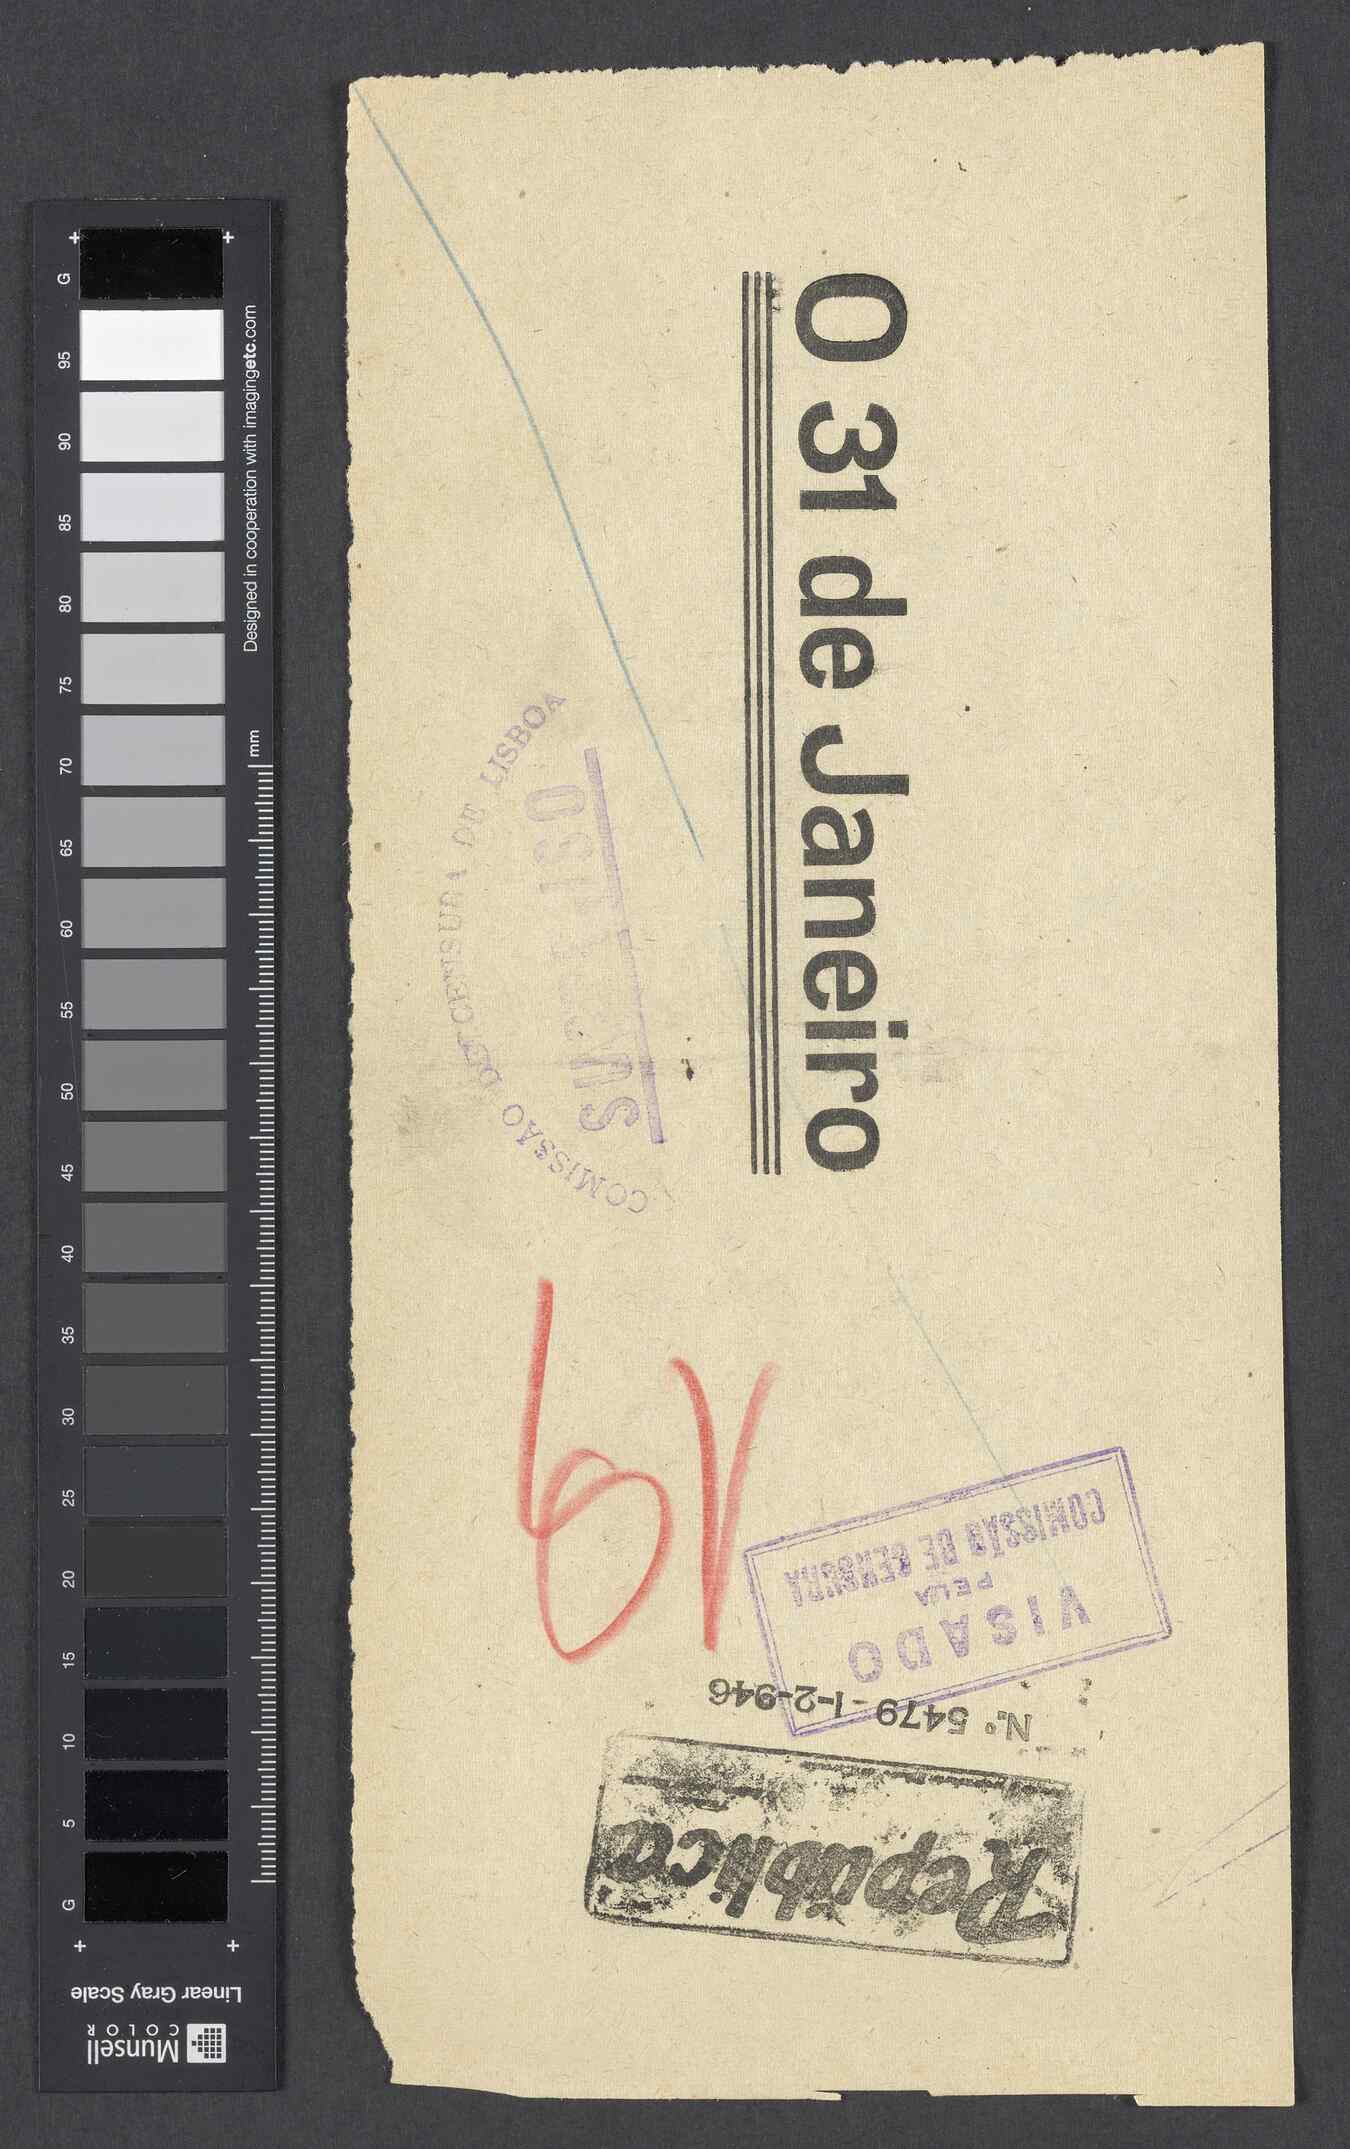 O 31 de Janeiro
COMISSÃO DE CENSURA DE LISBOA
SUSPENSO
VISADO
PELA
COMISSÃO DE CENSURA
N.º 5479-1-2-946
República
G
95
90
85
80
75
70
65
60
55
50
45
40
35
30
25
20
15
10
5
G
mm
Designed in cooperation with imagingetc.com
Linear Gray Scale
Munsell
COLOR